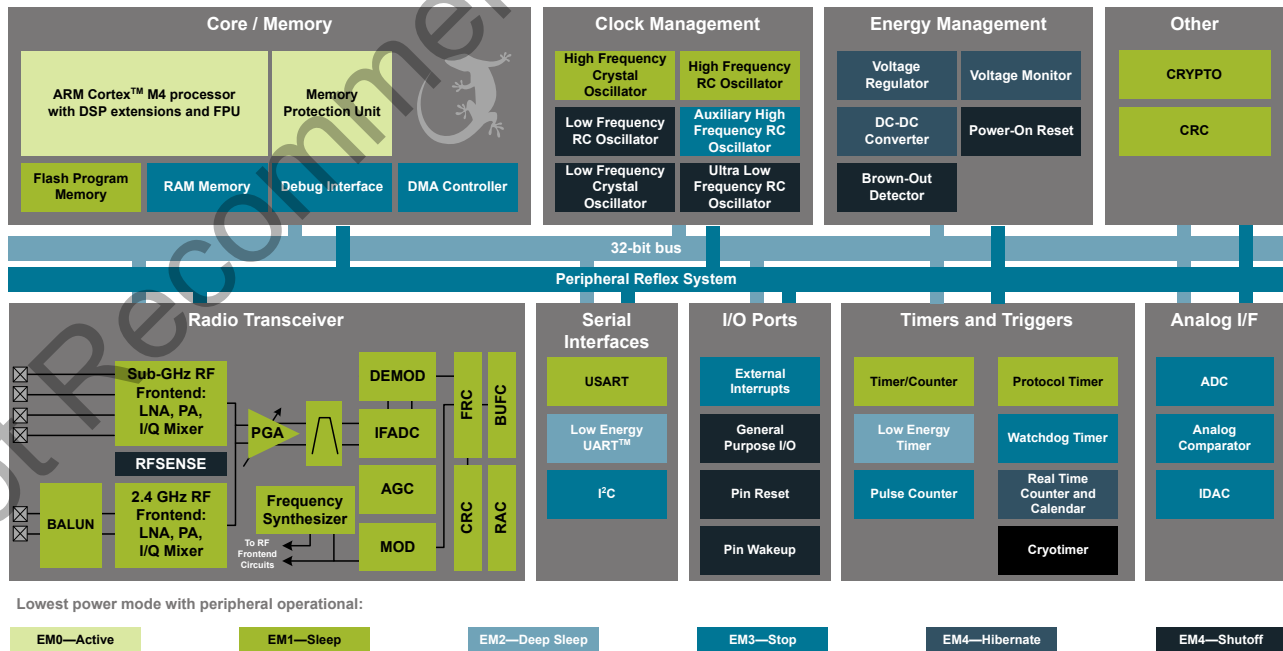 Core / Memory
ARM Cortex™ M4 processor
with DSP extensions and FPU
Memory
Protection Unit
Flash Program
Memory
RAM Memory
Debug Interface
DMA Controller
Clock Management
High Frequency
Crystal
Oscillator
High Frequency
RC Oscillator
Low Frequency
RC Oscillator
Auxiliary High
Frequency RC
Oscillator
Low Frequency
Crystal
Oscillator
Ultra Low
Frequency RC
Oscillator
Energy Management
Voltage
Regulator
Voltage Monitor
DC-DC
Converter
Power-On Reset
Brown-Out
Detector
Other
CRYPTO
CRC
32-bit bus
Peripheral Reflex System
Radio Transceiver
Sub-GHz RF
Frontend:
LNA, PA,
I/Q Mixer
RFSENSE
BALUN
2.4 GHz RF
Frontend:
LNA, PA,
I/Q Mixer
PGA
Frequency
Synthesizer
To RF
Frontend
Circuits
DEMOD
IFADC
AGC
MOD
FRC
BUFC
CRC
RAC
Serial
Interfaces
USART
Low Energy
UART™
I²C
I/O Ports
External
Interrupts
General
Purpose I/O
Pin Reset
Pin Wakeup
Timers and Triggers
Timer/Counter
Protocol Timer
Low Energy
Timer
Watchdog Timer
Pulse Counter
Real Time
Counter and
Calendar
Cryotimer
Analog I/F
ADC
Analog
Comparator
IDAC
Lowest power mode with peripheral operational:
EM0—Active
EM1—Sleep
EM2—Deep Sleep
EM3—Stop
EM4—Hibernate
EM4—Shutoff